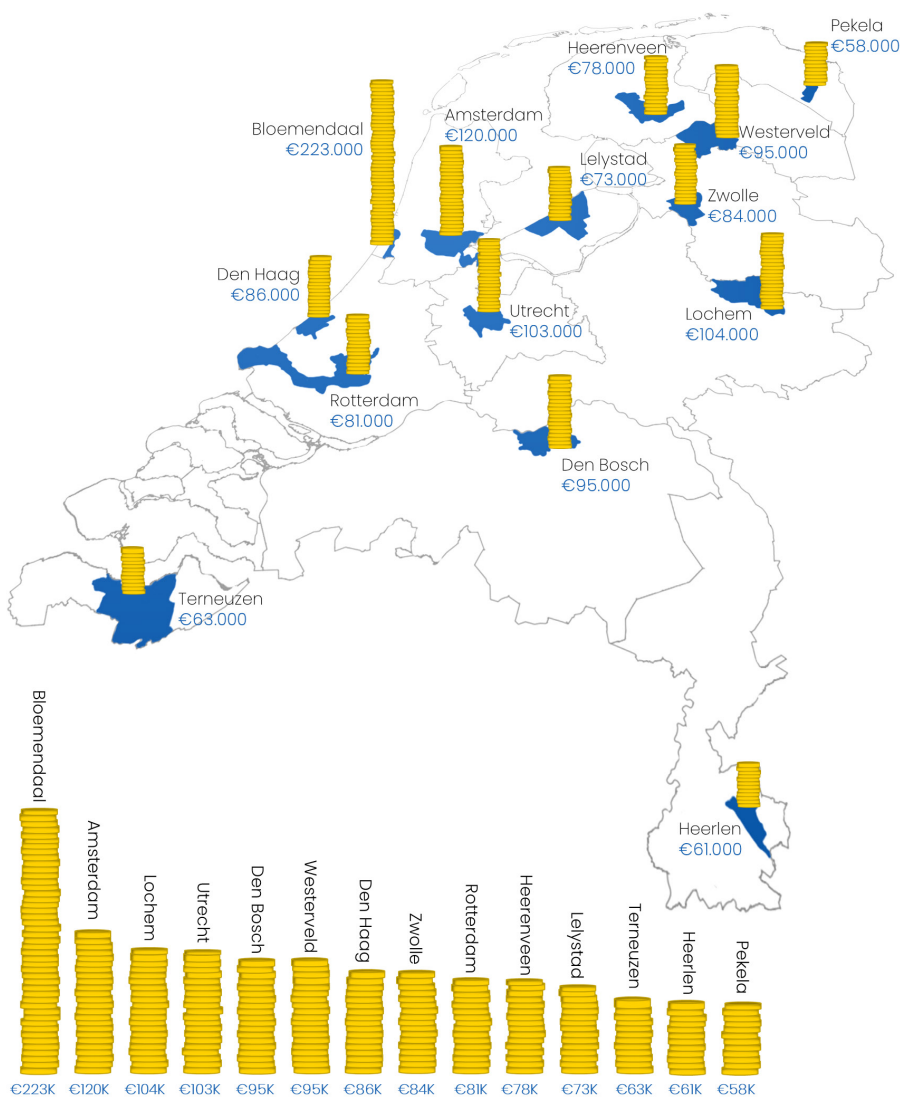 Pekela
€58.000
Heerenveen
€78.000
Amsterdam
€120.000
Bloemendaal
€223.000
Westerveld
€95.000
Lelystad
€73.000
Zwolle
€84.000
Den Haag
€86.000
Utrecht
€103.000
Lochem
€104.000
Rotterdam
€81.000
Den Bosch
€95.000
Terneuzen
€63.000
Heerlen
€61.000
Bloemendaal
Amsterdam
Lochem
Utrecht
Den Bosch
Westerveld
Den Haag
Zwolle
Rotterdam
Heerenveen
Lelystad
Terneuzen
Heerlen
Pekela
€223K €120K €104K €103K €95K €95K €86K €84K €81K €78K €73K €63K €61K €58K